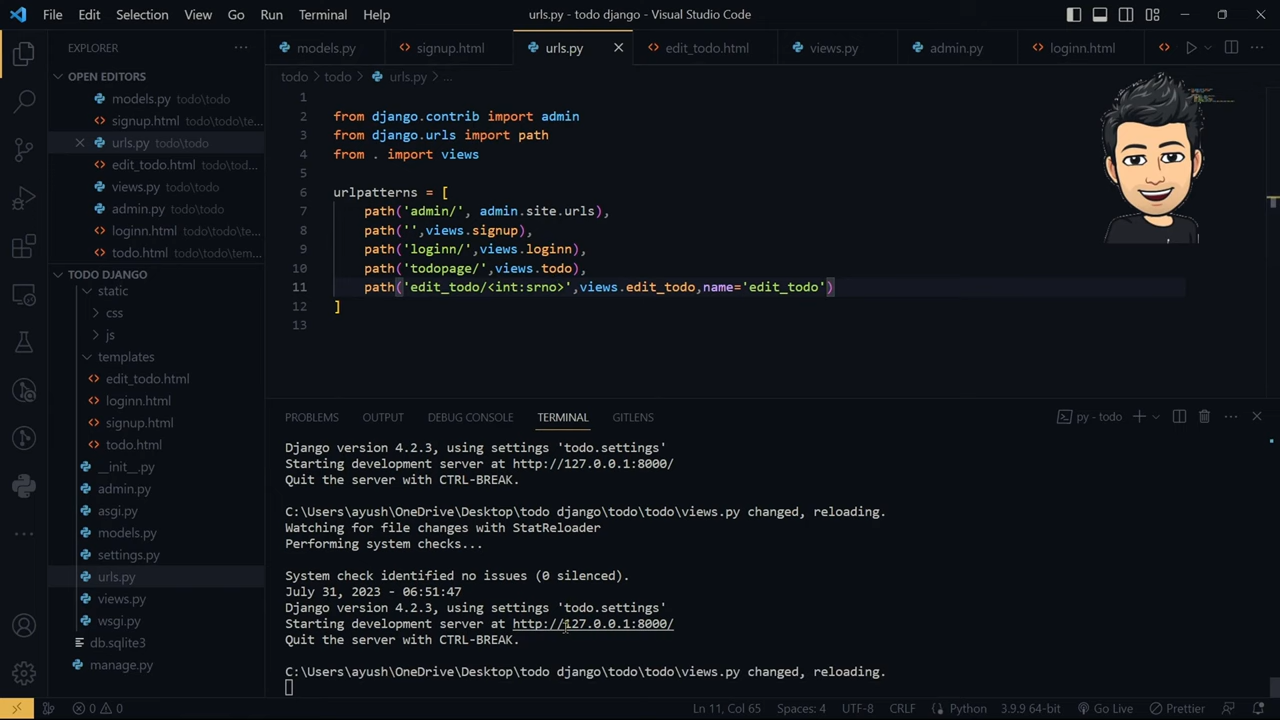 File Edit Selection View Go Run Terminal Help
urls.py - todo django - Visual Studio Code
EXPLORER
OPEN EDITORS
models.py todo\todo
signup.html todo\todo\te...
urls.py todo\todo
edit_todo.html todo\tod...
views.py todo\todo
admin.py todo\todo
loginn.html todo\todo\te...
todo.html todo\todo\tem...
TODO DJANGO
static
css
js
templates
edit_todo.html
loginn.html
signup.html
todo.html
__init__.py
admin.py
asgi.py
models.py
settings.py
urls.py
views.py
wsgi.py
db.sqlite3
manage.py
models.py signup.html urls.py edit_todo.html views.py admin.py loginn.html
todo > todo > urls.py > ...
1
2 from django.contrib import admin
3 from django.urls import path
4 from . import views
5
6 urlpatterns = [
7 path('admin/', admin.site.urls),
8 path('',views.signup),
9 path('loginn/',views.loginn),
10 path('todopage/',views.todo),
11 path('edit_todo/<int:srno>',views.edit_todo,name='edit_todo')
12 ]
13
PROBLEMS OUTPUT DEBUG CONSOLE TERMINAL GITLENS
py - todo
Django version 4.2.3, using settings 'todo.settings'
Starting development server at http://127.0.0.1:8000/
Quit the server with CTRL-BREAK.
C:\Users\ayush\OneDrive\Desktop\todo django\todo\todo\views.py changed, reloading.
Watching for file changes with StatReloader
Performing system checks...
System check identified no issues (0 silenced).
July 31, 2023 - 06:51:47
Django version 4.2.3, using settings 'todo.settings'
Starting development server at http://127.0.0.1:8000/
Quit the server with CTRL-BREAK.
C:\Users\ayush\OneDrive\Desktop\todo django\todo\todo\views.py changed, reloading.
0 0 Ln 11, Col 65 Spaces: 4 UTF-8 CRLF Python 3.9.9 64-bit Go Live Prettier